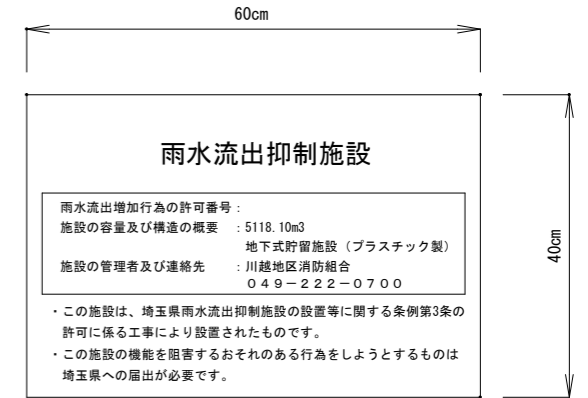 60cm
40cm
雨水流出抑制施設
雨水流出増加行為の許可番号：
施設の容量及び構造の概要　：5118.10m3
地下式貯留施設（プラスチック製）
施設の管理者及び連絡先　：川越地区消防組合
０４９－２２２－０７００
・この施設は、埼玉県雨水流出抑制施設の設置等に関する条例第3条の
許可に係る工事により設置されたものです。
・この施設の機能を阻害するおそれのある行為をしようとするものは
埼玉県への届出が必要です。